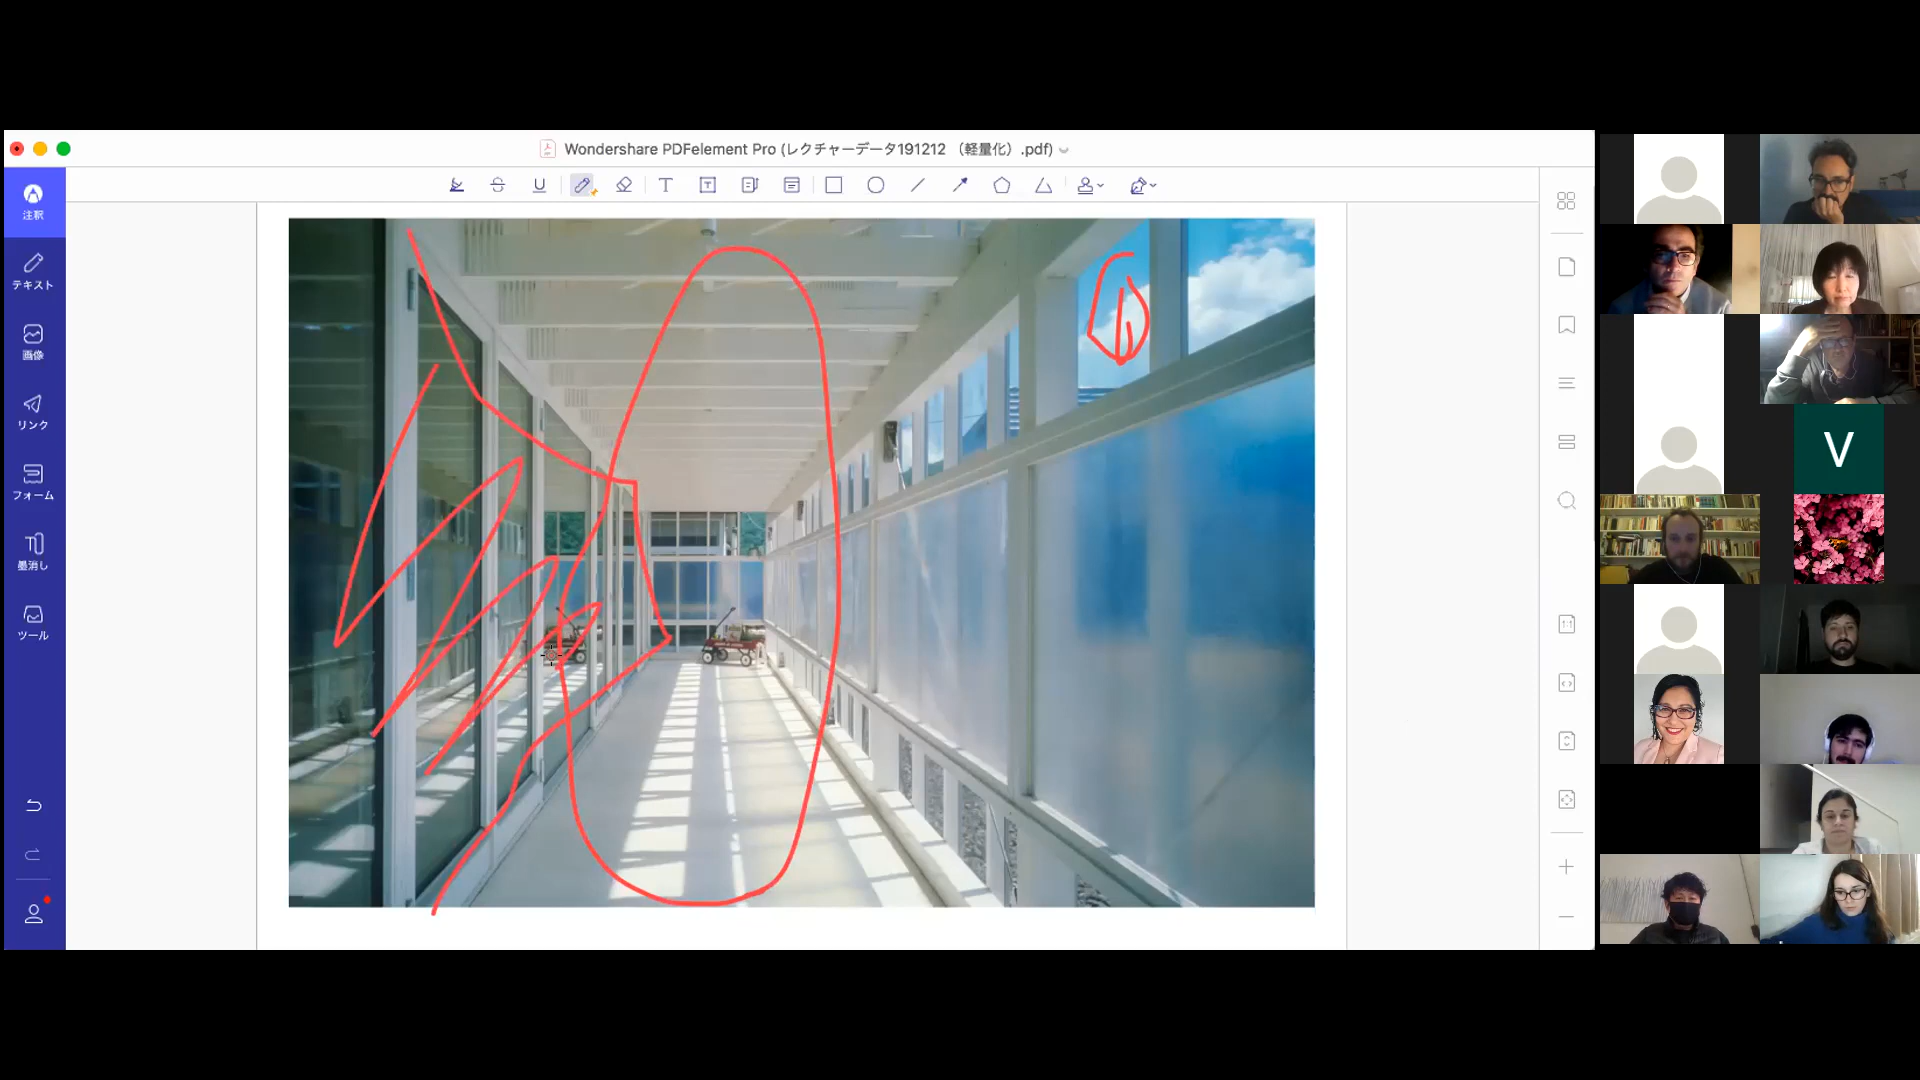 Wondershare PDFelement Pro (レクチャーデータ191212 （軽量化）.pdf)
注釈
テキスト
画像
リンク
フォーム
墨消し
ツール
V